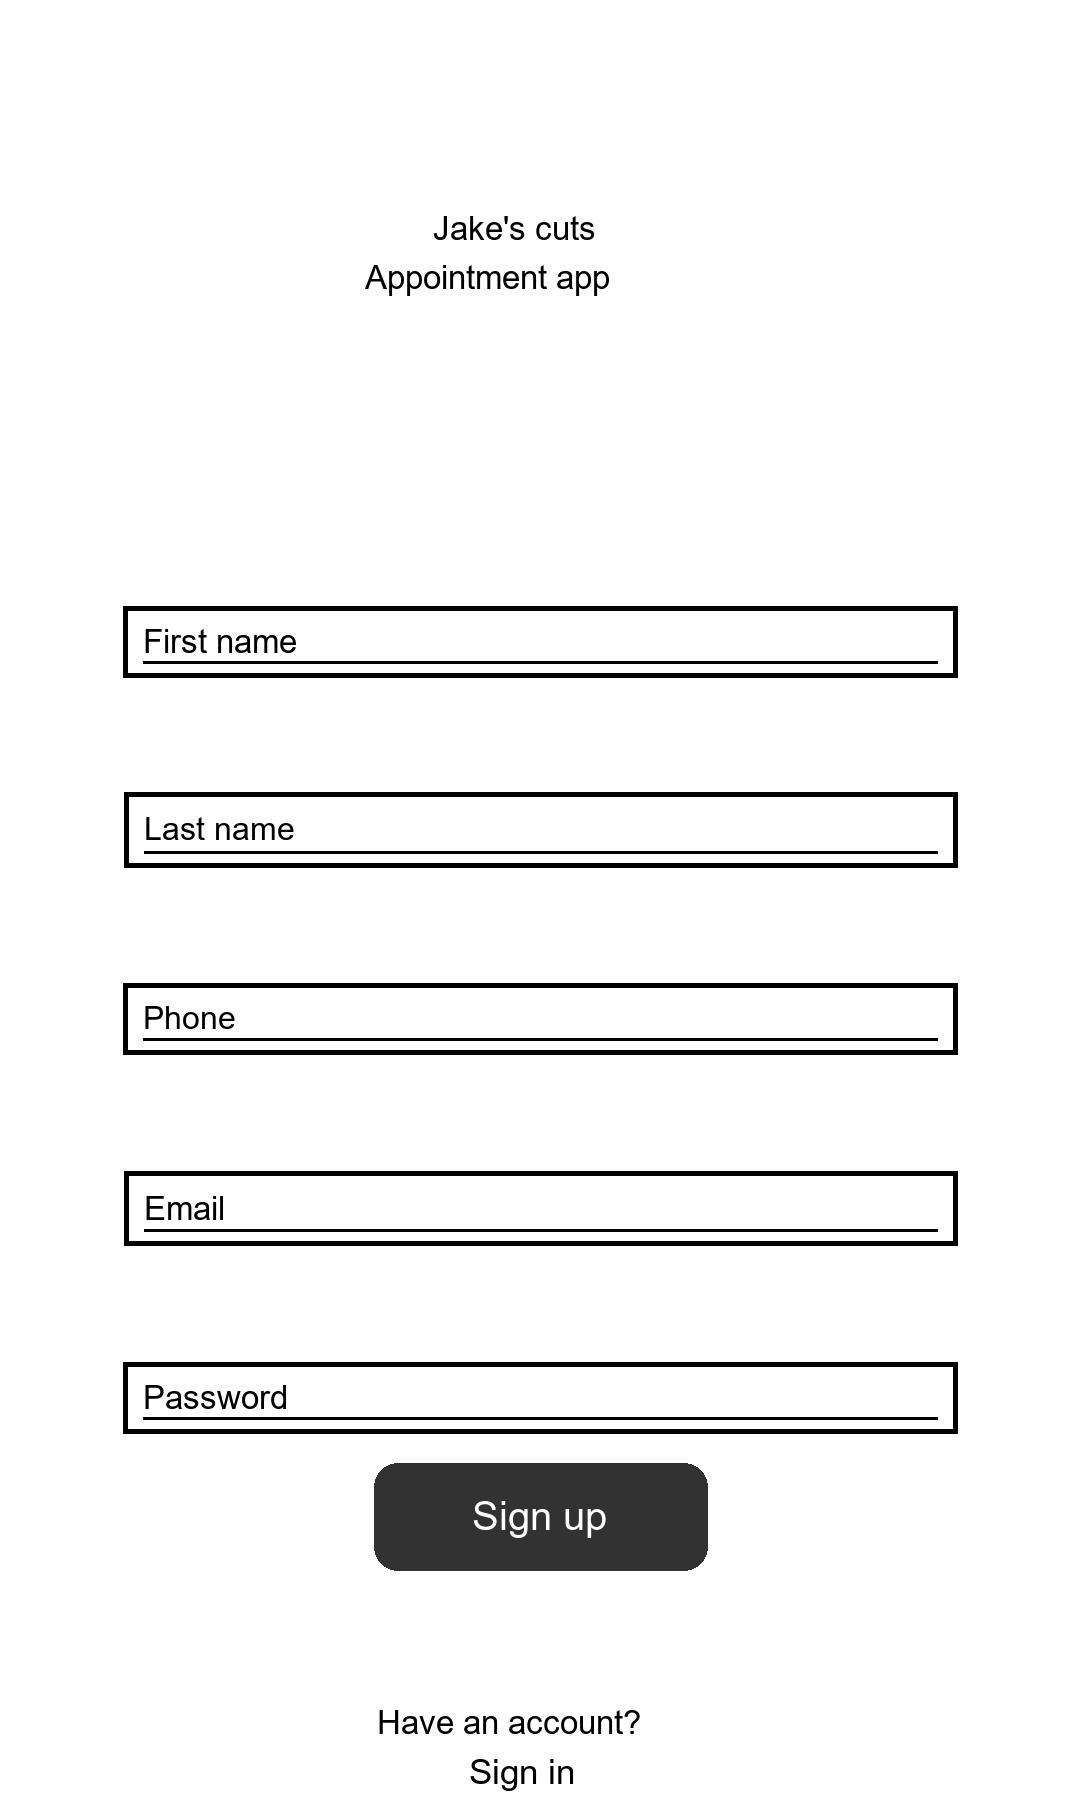 Jake's cuts
Appointment app
First name
Last name
Phone
Email
Password
Sign up
Have an account?
Sign in